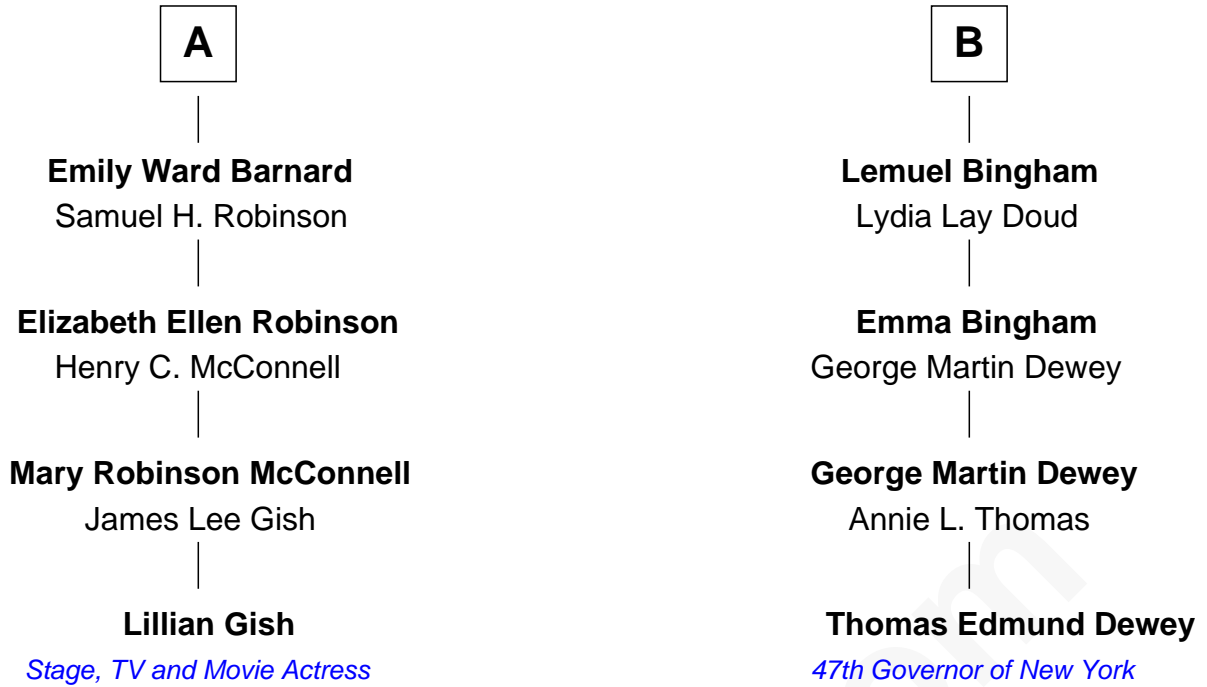 A
Emily Ward Barnard
Samuel H. Robinson
Elizabeth Ellen Robinson
Henry C. McConnell
Mary Robinson McConnell
James Lee Gish
Lillian Gish
Stage, TV and Movie Actress
B
Lemuel Bingham
Lydia Lay Doud
Emma Bingham
George Martin Dewey
George Martin Dewey
Annie L. Thomas
Thomas Edmund Dewey
47th Governor of New York